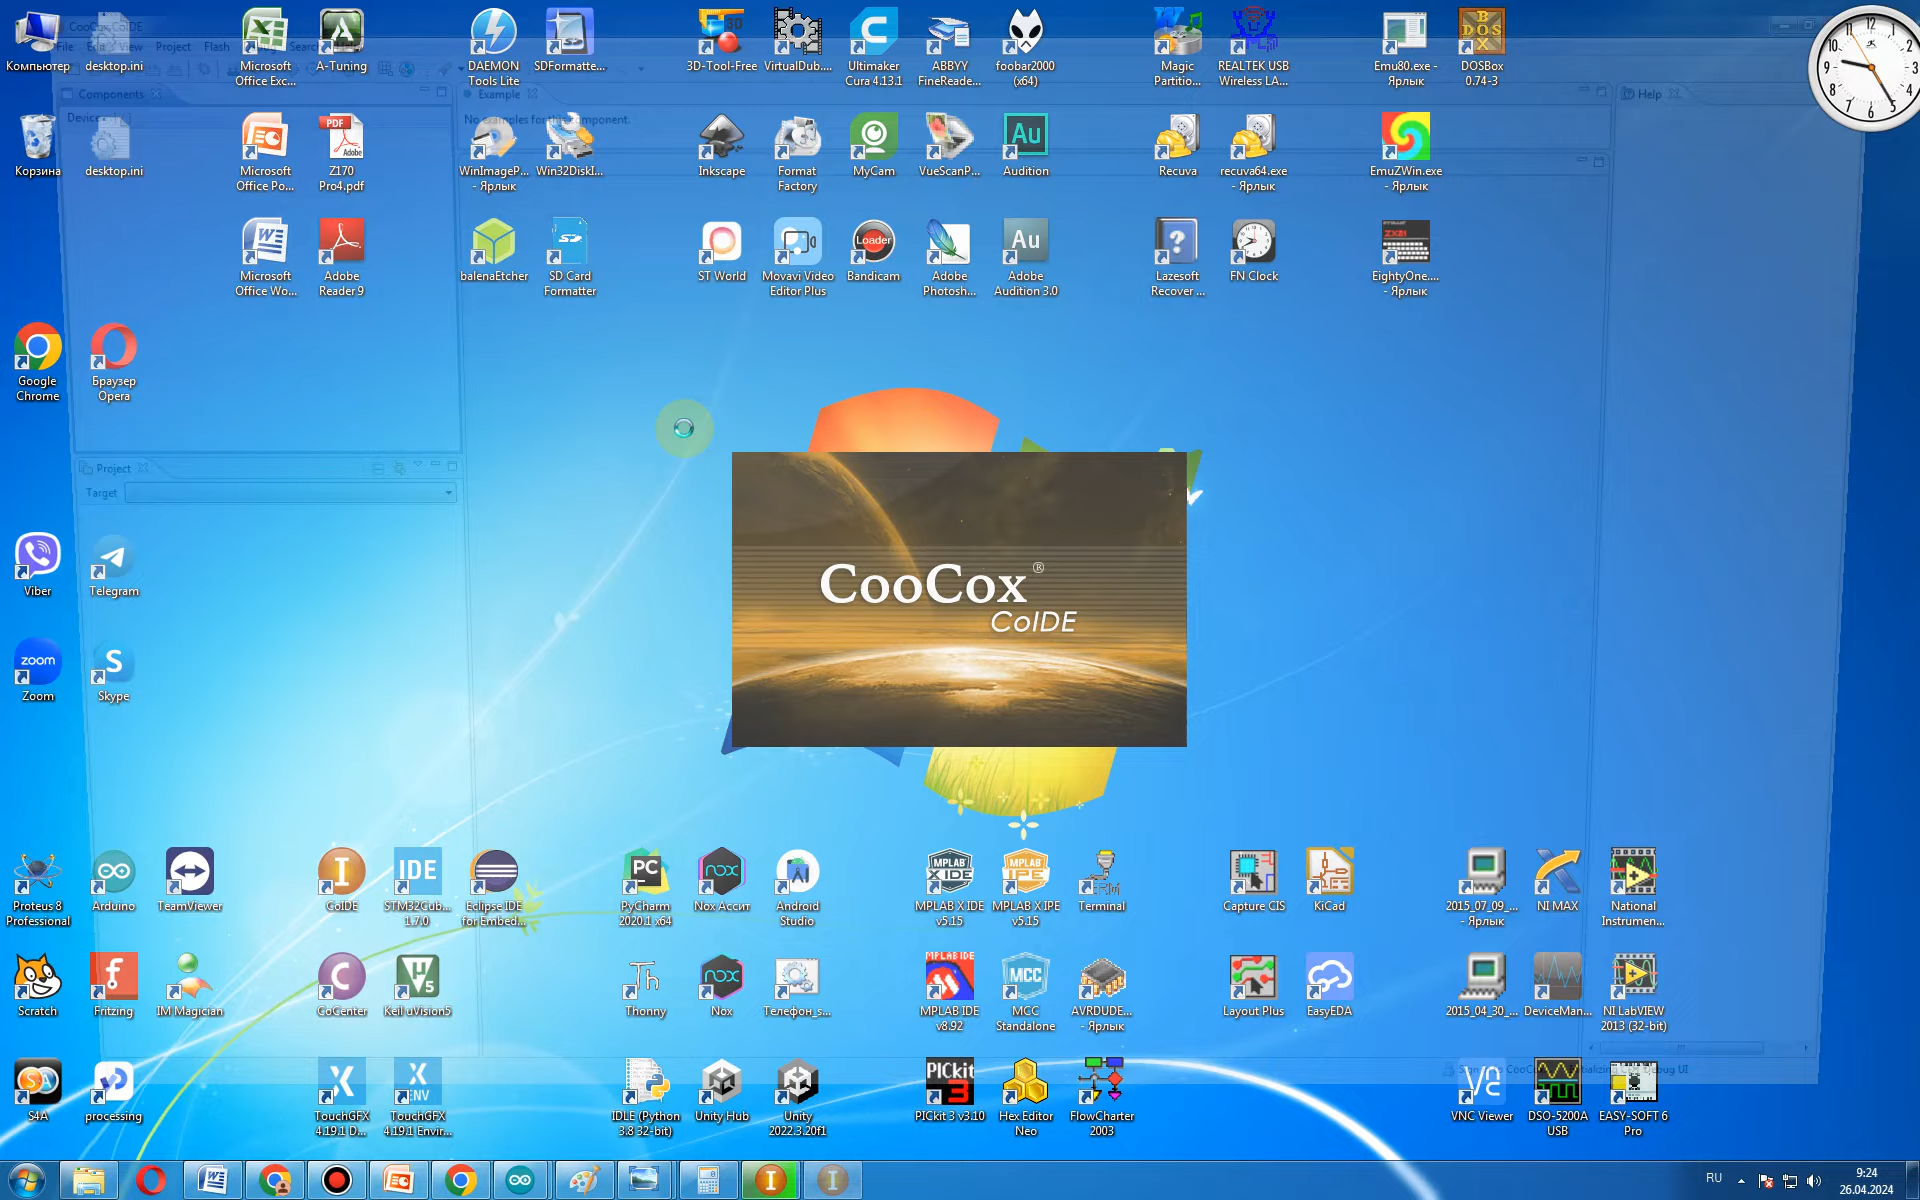 CooCox CoIDE
File Edit View Project Flash Search
Компьютер
desktop.ini
Microsoft
Office Exc...
A-Tuning
DAEMON
Tools Lite
SDFormatte...
3D-Tool-Free
VirtualDub....
Ultimaker
Cura 4.13.1
ABBYY
FineReade...
foobar2000
(x64)
Magic
Partitio...
REALTEK USB
Wireless LA...
Emu80.exe -
Ярлык
DOSBox
0.74-3
Components
Example
Help
No examples for this component.
Корзина
desktop.ini
Microsoft
Office Po...
Z170
Pro4.pdf
WinImageP...
- Ярлык
Win32DiskI...
Inkscape
Format
Factory
MyCam
VueScanP...
Audition
Recuva
recuva64.exe
- Ярлык
EmuZWin.exe
- Ярлык
Microsoft
Office Wo...
Adobe
Reader 9
balenaEtcher
SD Card
Formatter
ST World
Movavi Video
Editor Plus
Bandicam
Adobe
Photosh...
Adobe
Audition 3.0
Lazesoft
Recover ...
FN Clock
EightyOne....
- Ярлык
Google
Chrome
Браузер
Opera
Project
Target
CooCox®
CoIDE
Viber
Telegram
Zoom
Skype
Proteus 8
Professional
Arduino
TeamViewer
CoIDE
STM32Cub...
1.7.0
Eclipse IDE
for Embed...
PyCharm
2020.1 x64
Nox Ассит
Android
Studio
MPLAB X IDE
v5.15
MPLAB X IPE
v5.15
Terminal
Capture CIS
KiCad
2015_07_09_...
- Ярлык
NI MAX
National
Instrumen...
Scratch
Fritzing
IM Magician
CoCenter
Keil uVision5
Thonny
Nox
Телефон_s...
MPLAB IDE
v8.92
MCC
Standalone
AVRDUDE...
- Ярлык
Layout Plus
EasyEDA
2015_04_30_...
DeviceMan...
NI LabVIEW
2013 (32-bit)
S4A
processing
TouchGFX
4.19.1 D...
TouchGFX
4.19.1 Envir...
IDLE (Python
3.8 32-bit)
Unity Hub
Unity
2022.3.20f1
PICkit 3 v3.10
Hex Editor
Neo
FlowCharter
2003
VNC Viewer
DSO-5200A
USB
EASY-SOFT 6
Pro
RU
9:24
26.04.2024